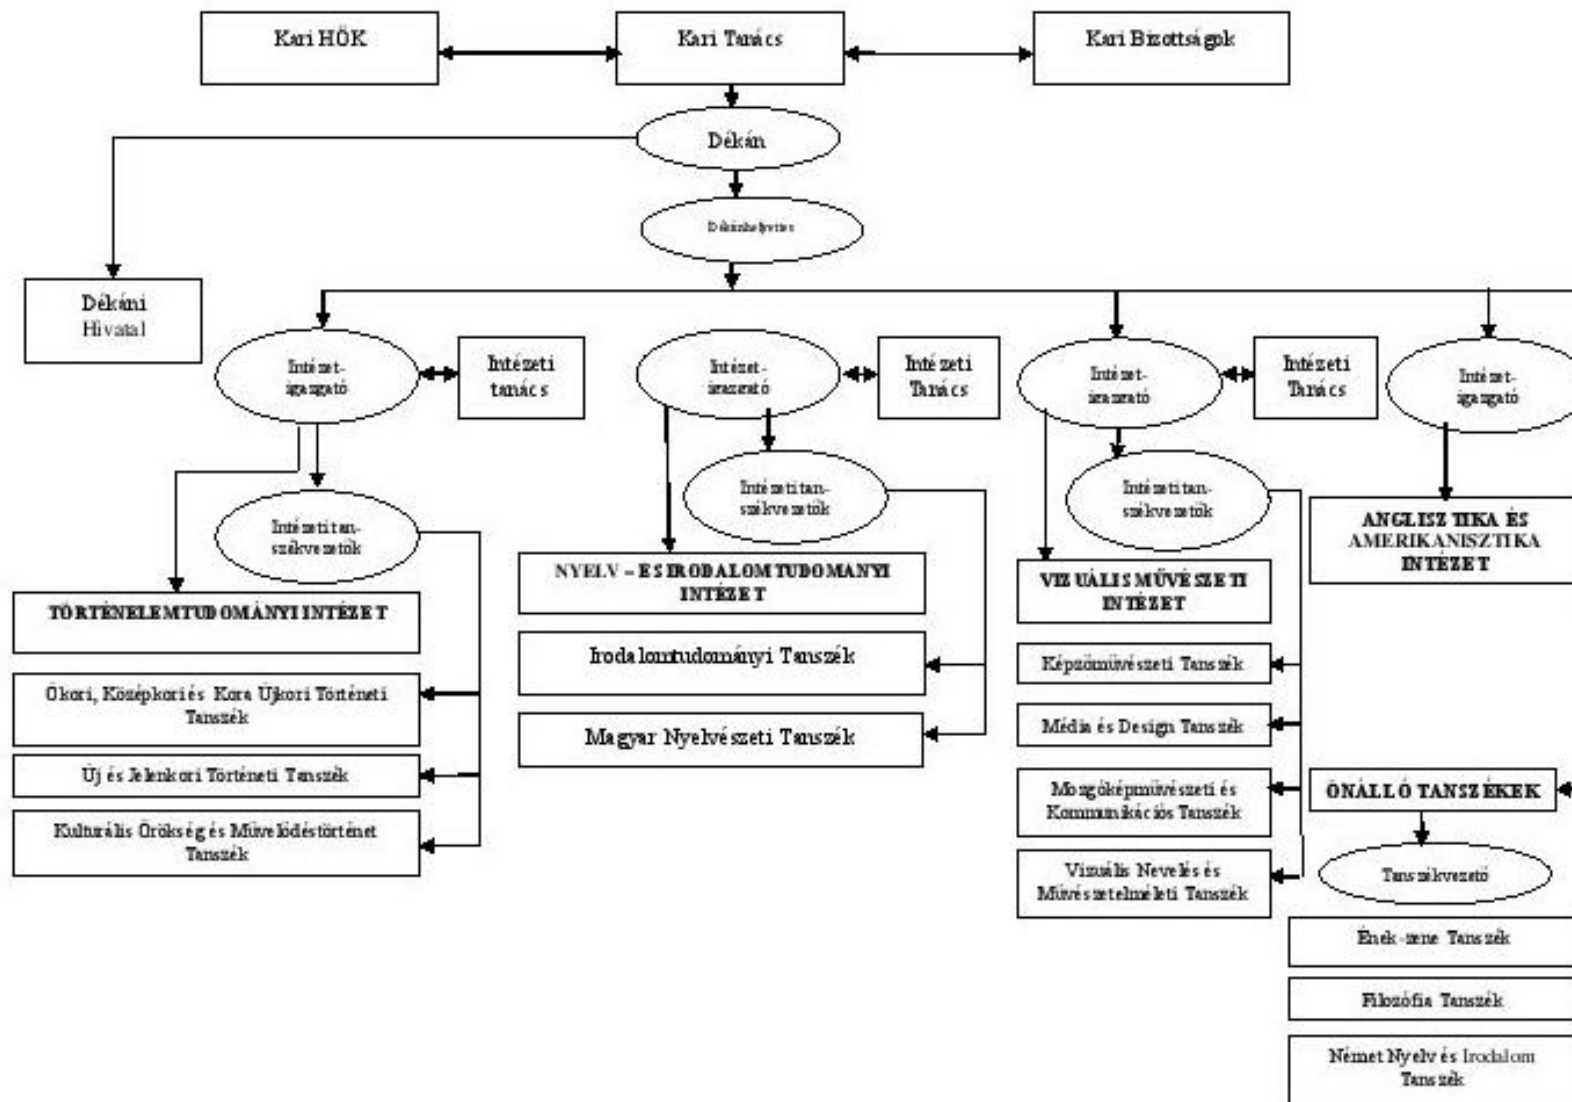 Kari HÖK
Kari Tanács
Kari Bizottságok
Dékán
Dékánhelyettes
Dékáni
Hivatal
Intézet-
igazgató
Intézeti
tanács
Intézet-
igazgató
Intézeti
Tanács
Intézet-
igazgató
Intézeti
Tanács
Intézet-
igazgató
Intézeti tan-
székvezetők
Intézeti tan-
székvezetők
Intézeti tan-
székvezetők
TÖRTÉNELEMTUDOMÁNYI INTÉZET
Ókori, Középkori és Kora Újkori Történeti
Tanszék
Új és Jelenkori Történeti Tanszék
Kulturális Örökség és Művelődéstörténet
Tanszék
NYELV – ES IRODALOMTUDOMANYI
INTÉZET
Irodalomtudományi Tanszék
Magyar Nyelvészeti Tanszék
VIZUÁLIS MŰVÉSZETI
INTÉZET
Képzőművészeti Tanszék
Média és Design Tanszék
Mozgóképművészeti és
Kommunikációs Tanszék
Vizuális Nevelés és
Művészetelméleti Tanszék
ANGLISZTIKA ÉS
AMERIKANISZTIKA
INTÉZET
ÖNÁLLÓ TANSZÉKEK
Tanszékvezető
Ének-zene Tanszék
Filozófia Tanszék
Német Nyelv és Irodalom
Tanszék